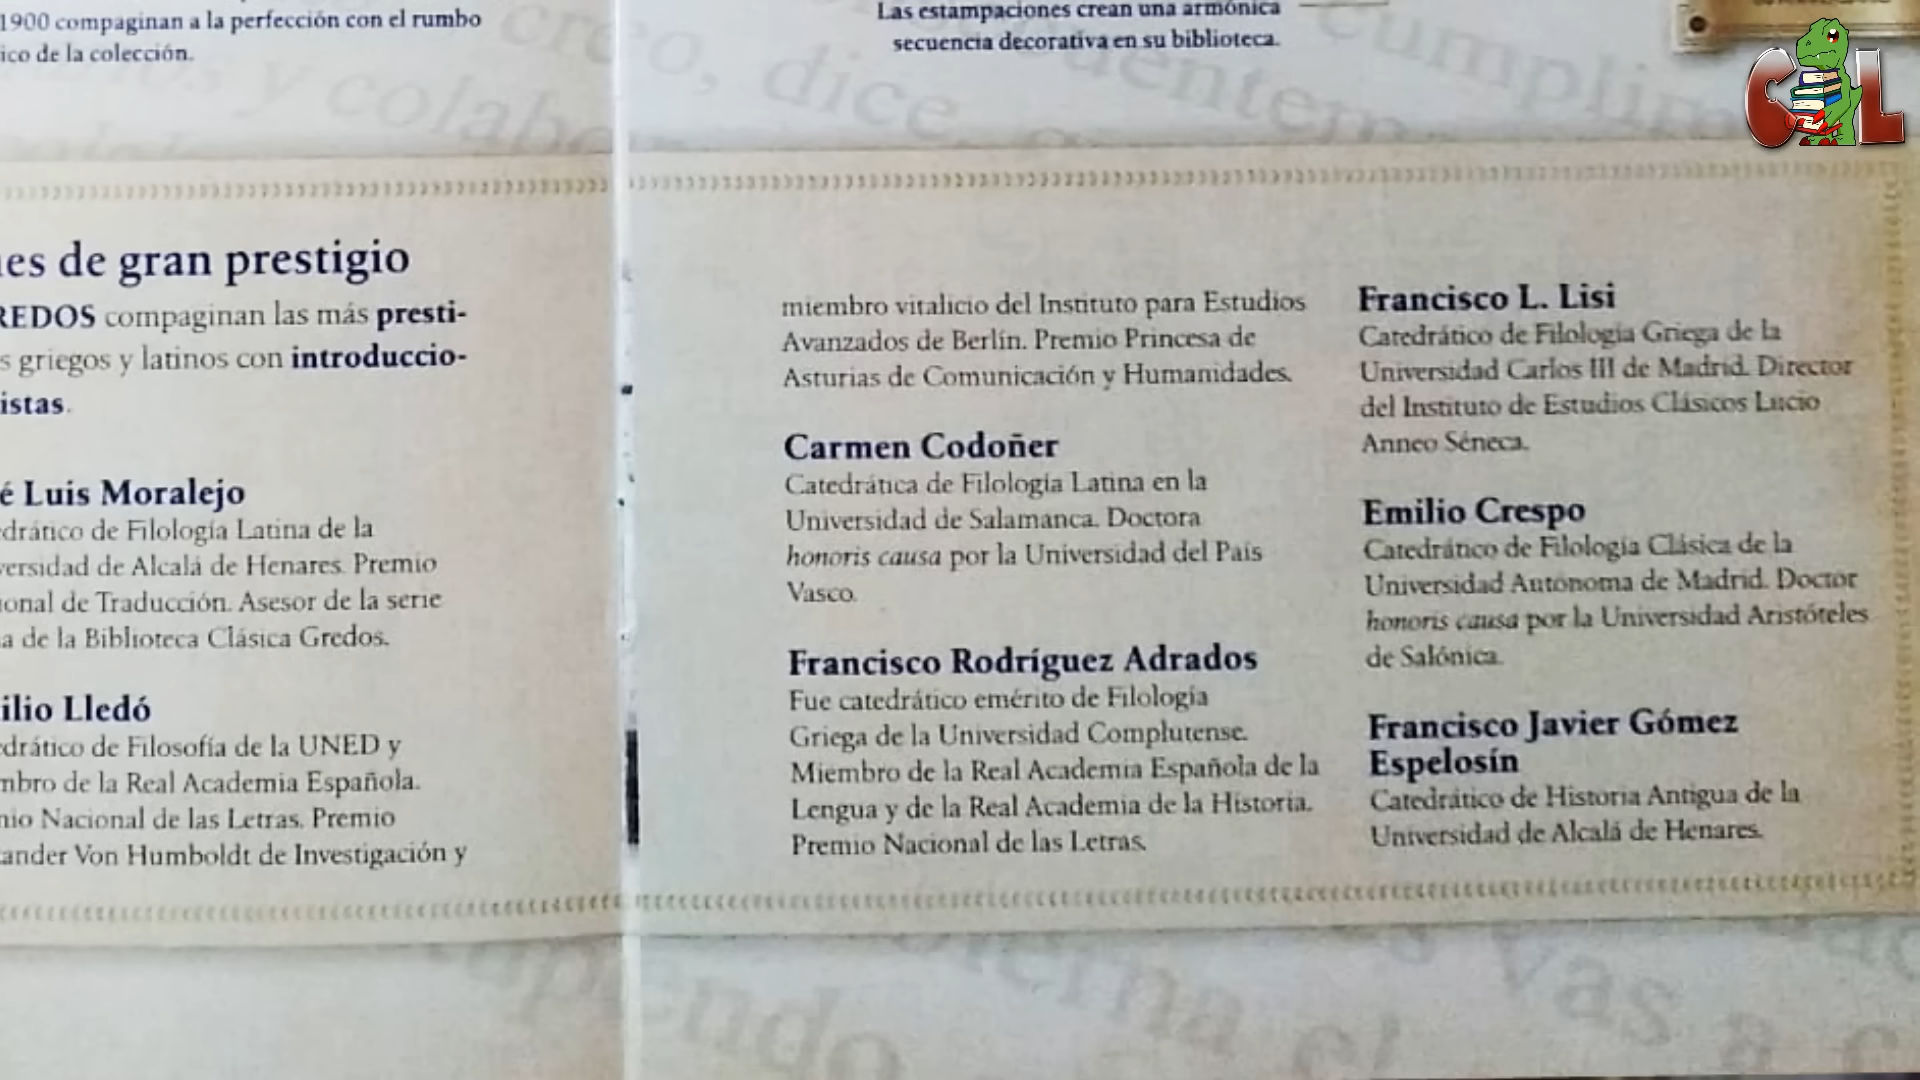 1900 compaginan a la perfección con el rumbo
ico de la colección.
Las estampaciones crean una armónica
secuencia decorativa en su biblioteca.
C L
creo, dice,
y colabo
cuentem
cumplim
es de gran prestigio
REDOS compaginan las más presti-
s griegos y latinos con introduccio-
istas.
é Luis Moralejo
drático de Filología Latina de la
versidad de Alcalá de Henares. Premio
ional de Traducción. Asesor de la serie
a de la Biblioteca Clásica Gredos.
ilio Lledó
drático de Filosofía de la UNED y
mbro de la Real Academia Española.
nio Nacional de las Letras. Premio
ander Von Humboldt de Investigación y
miembro vitalicio del Instituto para Estudios
Avanzados de Berlín. Premio Princesa de
Asturias de Comunicación y Humanidades.
Carmen Codoñer
Catedrática de Filología Latina en la
Universidad de Salamanca. Doctora
honoris causa por la Universidad del País
Vasco.
Francisco Rodríguez Adrados
Fue catedrático emérito de Filología
Griega de la Universidad Complutense.
Miembro de la Real Academia Española de la
Lengua y de la Real Academia de la Historia.
Premio Nacional de las Letras.
Francisco L. Lisi
Catedrático de Filología Griega de la
Universidad Carlos III de Madrid. Director
del Instituto de Estudios Clásicos Lucio
Anneo Séneca.
Emilio Crespo
Catedrático de Filología Clásica de la
Universidad Autónoma de Madrid. Doctor
honoris causa por la Universidad Aristóteles
de Salónica.
Francisco Javier Gómez
Espelosín
Catedrático de Historia Antigua de la
Universidad de Alcalá de Henares.